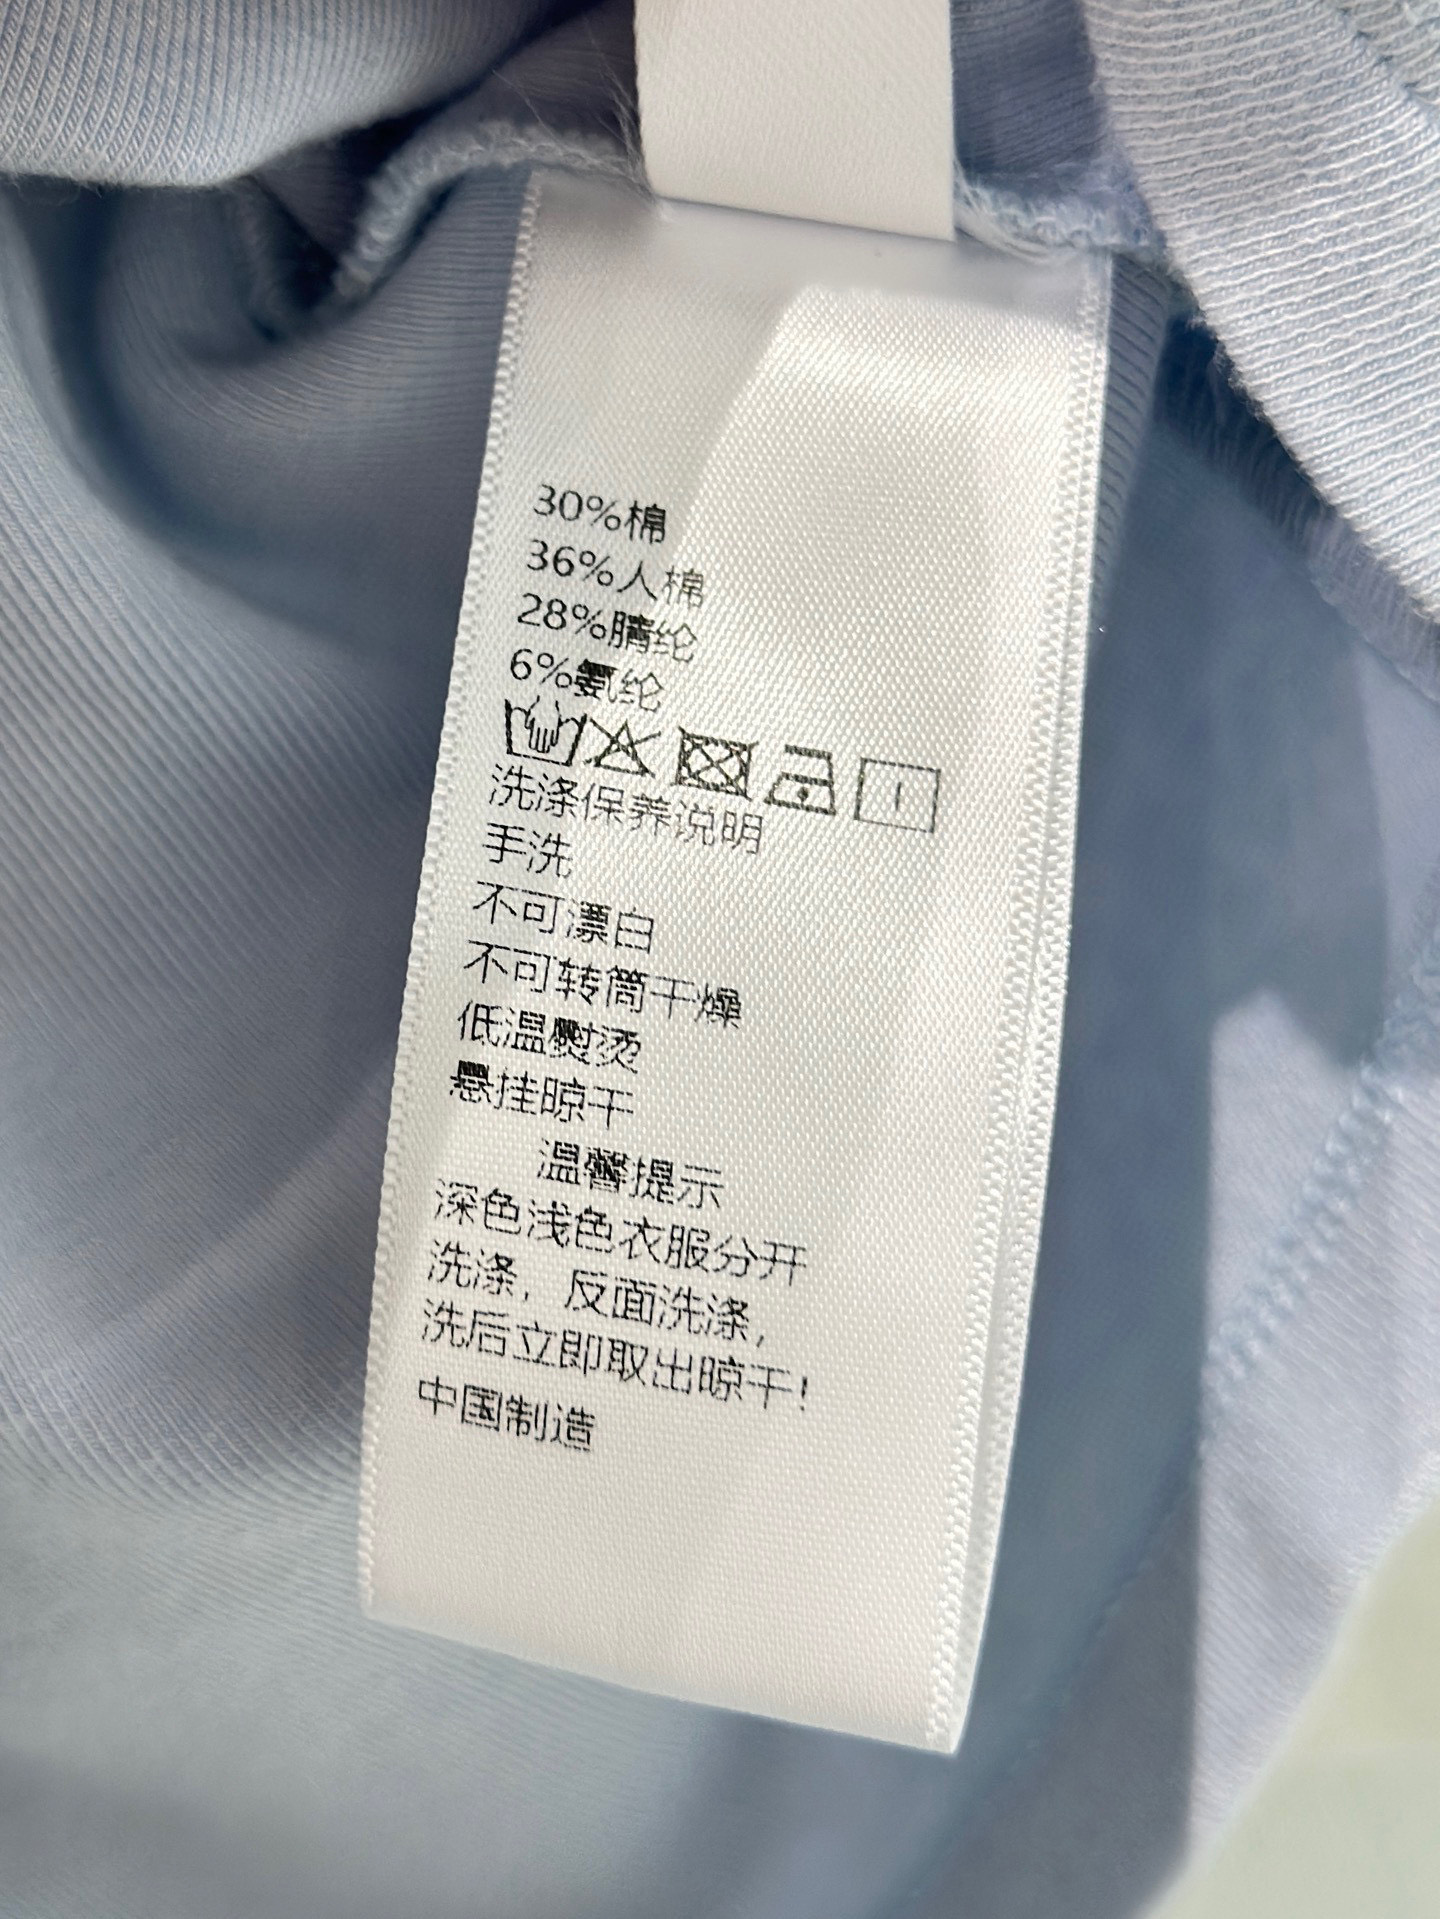 30%棉
36%人棉
28%腈纶
6%氨纶
洗涤保养说明
手洗
不可漂白
不可转筒干燥
低温熨烫
悬挂晾干
温馨提示
深色浅色衣服分开
洗涤，反面洗涤，
洗后立即取出晾干！
中国制造